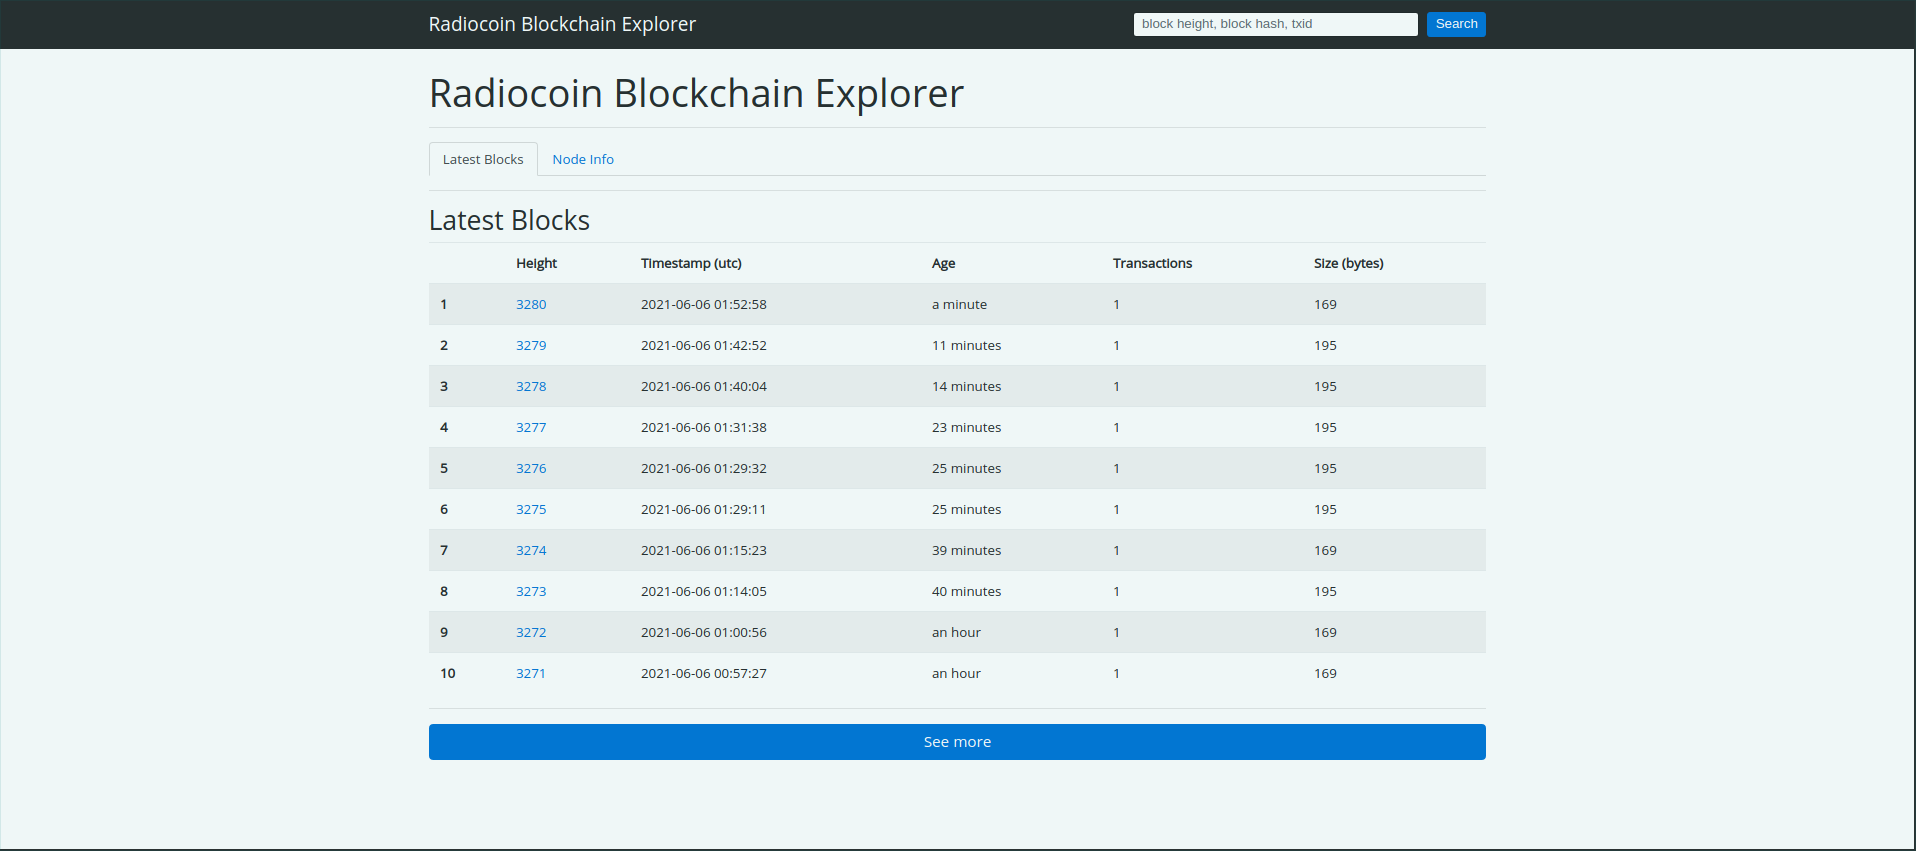 Radiocoin Blockchain Explorer block height, block hash, txid Search
Radiocoin Blockchain Explorer
Latest Blocks Node Info
Latest Blocks
Height Timestamp (utc) Age Transactions Size (bytes)
1 3280 2021-06-06 01:52:58 a minute 1 169
2 3279 2021-06-06 01:42:52 11 minutes 1 195
3 3278 2021-06-06 01:40:04 14 minutes 1 195
4 3277 2021-06-06 01:31:38 23 minutes 1 195
5 3276 2021-06-06 01:29:32 25 minutes 1 195
6 3275 2021-06-06 01:29:11 25 minutes 1 195
7 3274 2021-06-06 01:15:23 39 minutes 1 169
8 3273 2021-06-06 01:14:05 40 minutes 1 195
9 3272 2021-06-06 01:00:56 an hour 1 169
10 3271 2021-06-06 00:57:27 an hour 1 169
See more